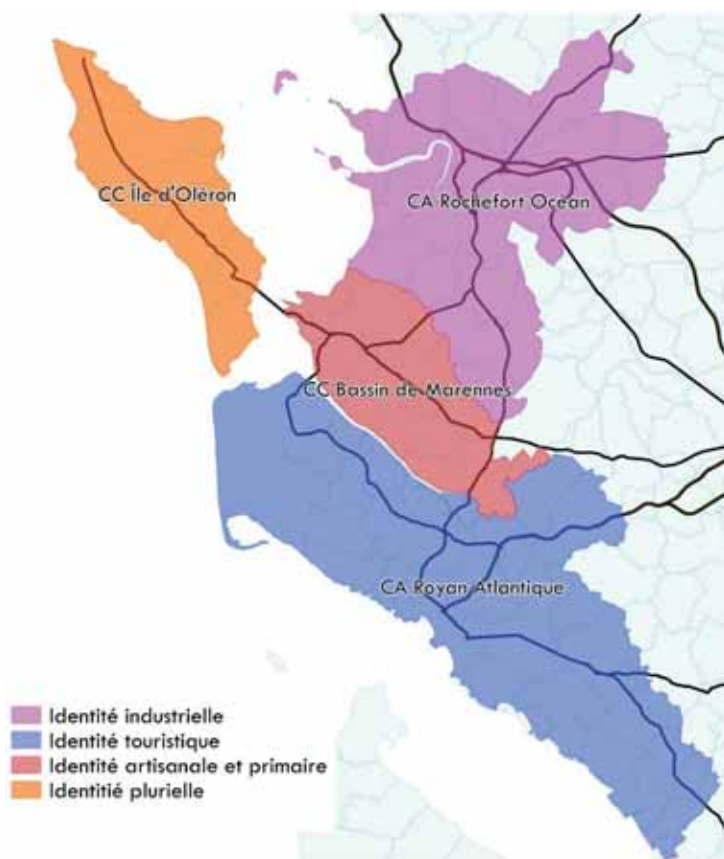 CC Île d'Oléron
CA Rochefort Océan
CC Bassin de Marennes
CA Royan Atlantique
Identité industrielle
Identité touristique
Identité artisanale et primaire
Identitié plurielle